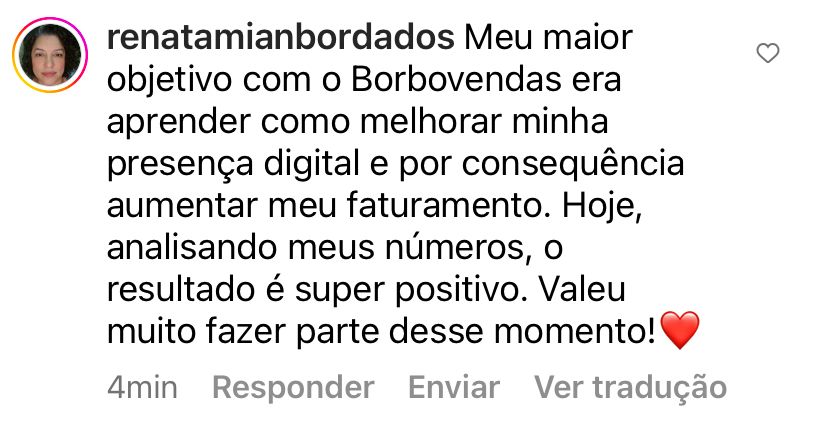 renatamianbordados Meu maior
objetivo com o Borbovendas era
aprender como melhorar minha
presença digital e por consequência
aumentar meu faturamento. Hoje,
analisando meus números, o
resultado é super positivo. Valeu
muito fazer parte desse momento!❤️
4min Responder Enviar Ver tradução